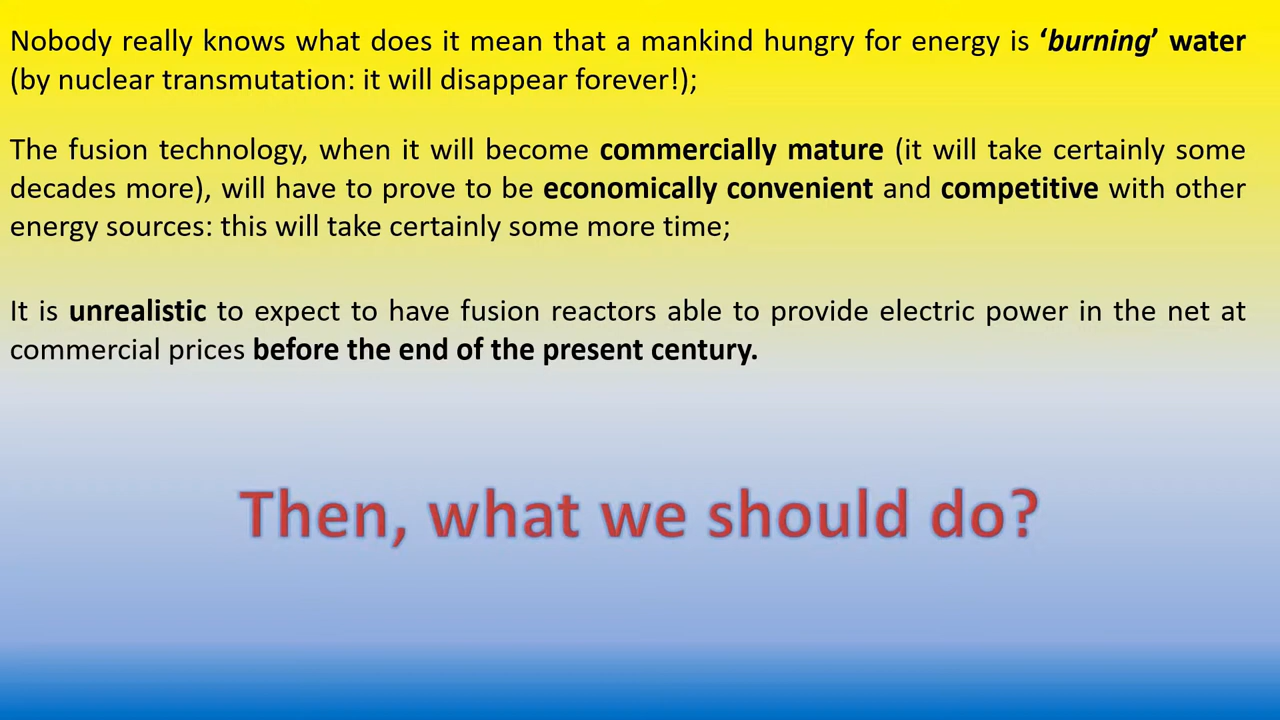 Nobody really knows what does it mean that a mankind hungry for energy is ‘burning’ water
(by nuclear transmutation: it will disappear forever!);
The fusion technology, when it will become commercially mature (it will take certainly some
decades more), will have to prove to be economically convenient and competitive with other
energy sources: this will take certainly some more time;
It is unrealistic to expect to have fusion reactors able to provide electric power in the net at
commercial prices before the end of the present century.
Then, what we should do?